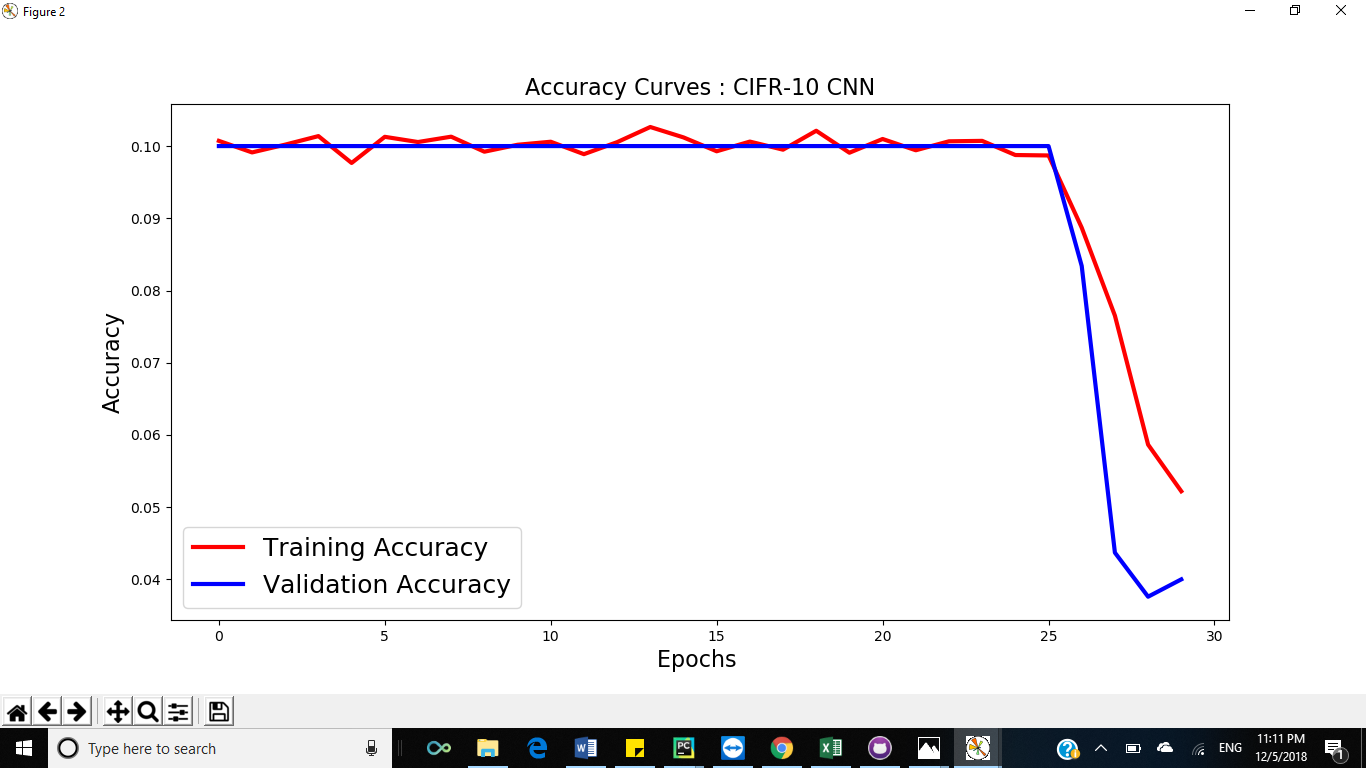 Figure 2
Accuracy Curves : CIFR-10 CNN
Accuracy
0.10
0.09
0.08
0.07
0.06
0.05
0.04
Training Accuracy
Validation Accuracy
0 5 10 15 20 25 30
Epochs
Type here to search
W
PC
X
ENG
11:11 PM
12/5/2018
1